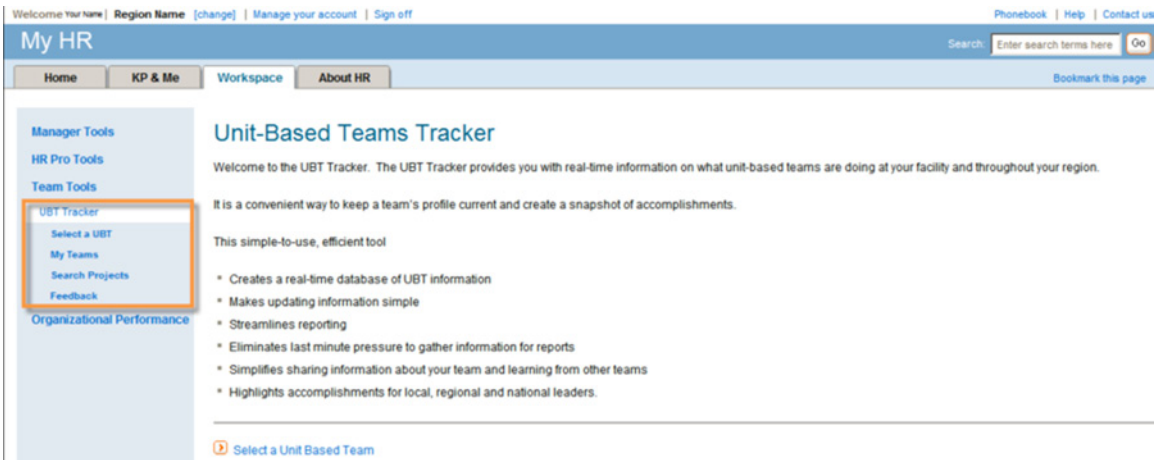 Welcome Your Name | Region Name [change] | Manage your account | Sign off
Phonebook | Help | Contact us
My HR
Search: Enter search terms here Go
Home KP & Me Workspace About HR
Bookmark this page
Manager Tools
HR Pro Tools
Team Tools
UBT Tracker
Select a UBT
My Teams
Search Projects
Feedback
Organizational Performance
Unit-Based Teams Tracker
Welcome to the UBT Tracker. The UBT Tracker provides you with real-time information on what unit-based teams are doing at your facility and throughout your region.
It is a convenient way to keep a team's profile current and create a snapshot of accomplishments.
This simple-to-use, efficient tool
Creates a real-time database of UBT information
Makes updating information simple
Streamlines reporting
Eliminates last minute pressure to gather information for reports
Simplifies sharing information about your team and learning from other teams
Highlights accomplishments for local, regional and national leaders.
Select a Unit Based Team